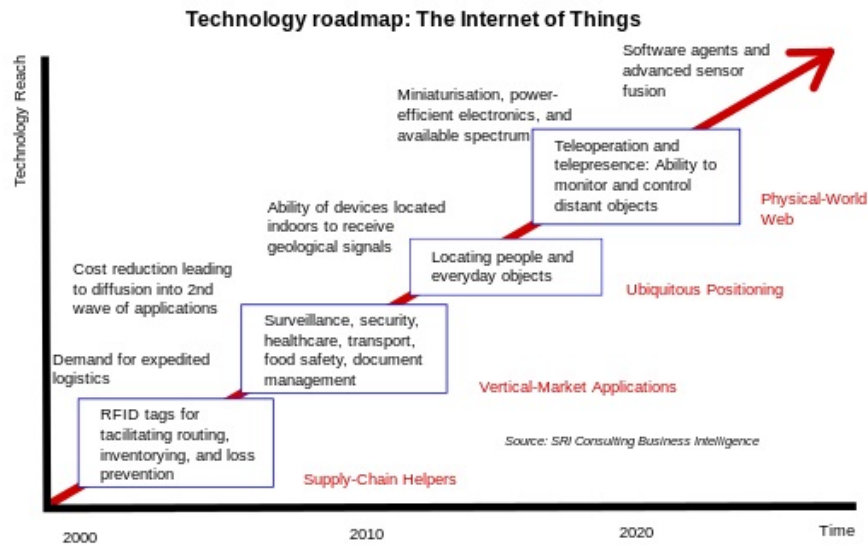 Technology roadmap: The Internet of Things
Technology Reach
Software agents and
advanced sensor
fusion
Miniaturisation, power-
efficient electronics, and
available spectrum
Teleoperation and
telepresence: Ability to
monitor and control
distant objects
Physical-World
Web
Ability of devices located
indoors to receive
geological signals
Locating people and
everyday objects
Ubiquitous Positioning
Cost reduction leading
to diffusion into 2nd
wave of applications
Surveillance, security,
healthcare, transport,
food safety, document
management
Vertical-Market Applications
Demand for expedited
logistics
RFID tags for
tacilitating routing,
inventorying, and loss
prevention
Supply-Chain Helpers
Source: SRI Consulting Business Intelligence
2000
2010
2020
Time